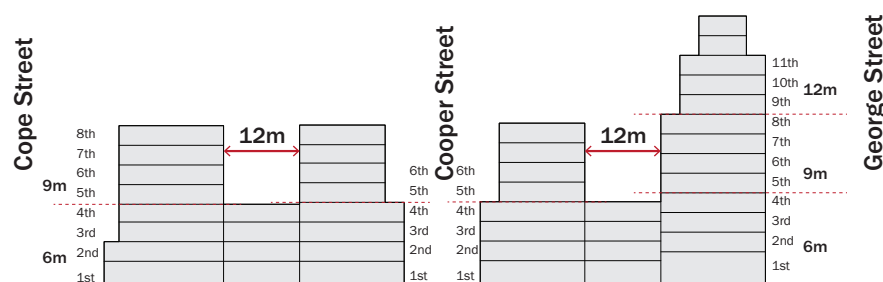 Cope Street
8th
7th
6th
5th
4th
3rd
2nd
1st
9m
6m
12m
6th
5th
4th
3rd
2nd
1st
Cooper Street
6th
5th
4th
3rd
2nd
1st
12m
11th
10th
9th
8th
7th
6th
5th
4th
3rd
2nd
1st
12m
9m
6m
George Street